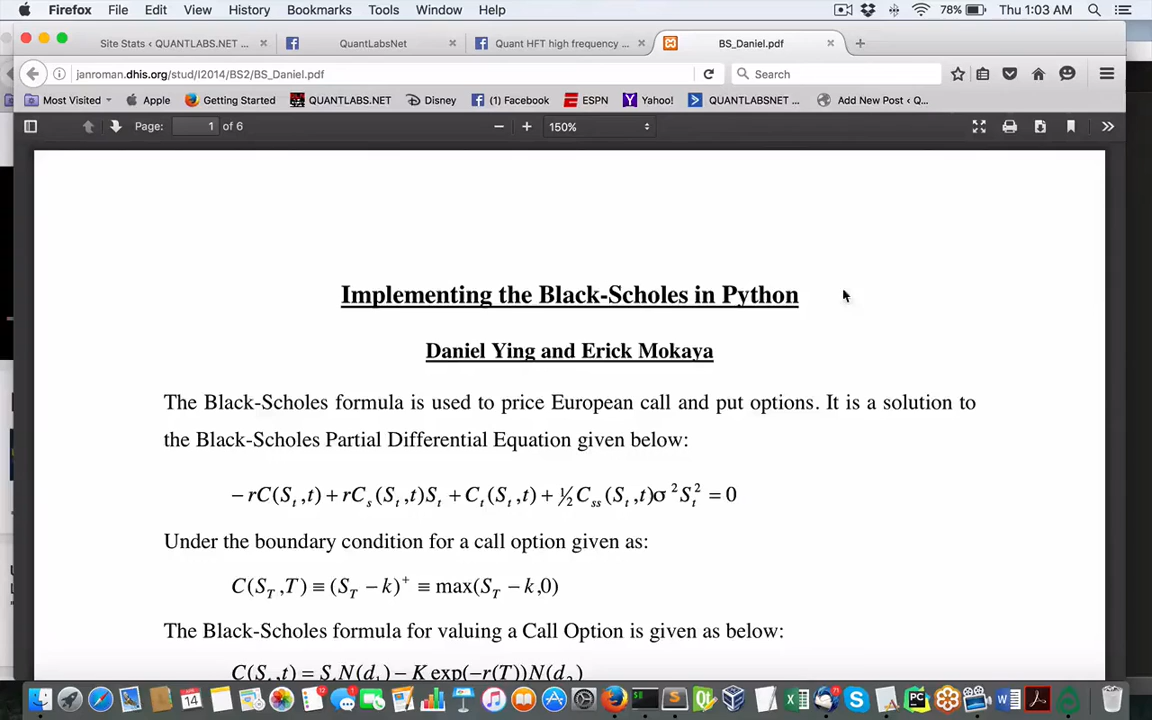 Firefox File Edit View History Bookmarks Tools Window Help 78% Thu 1:03 AM
Site Stats ‹ QUANTLABS.NET ... × QuantLabsNet × Quant HFT high frequency ... × BS_Daniel.pdf ×
janroman.dhis.org/stud/I2014/BS2/BS_Daniel.pdf Search
Most Visited Apple Getting Started QUANTLABS.NET Disney (1) Facebook ESPN Yahoo! QUANTLABSNET ... Add New Post ‹ Q...
Page: 1 of 6 150%
Implementing the Black-Scholes in Python
Daniel Ying and Erick Mokaya
The Black-Scholes formula is used to price European call and put options. It is a solution to
the Black-Scholes Partial Differential Equation given below:
− rC(S_t,t) + rC_s(S_t,t)S_t + C_t(S_t,t) + ½C_ss(S_t,t)σ²S_t² = 0
Under the boundary condition for a call option given as:
C(S_T,T) ≡ (S_T − k)⁺ ≡ max(S_T − k,0)
The Black-Scholes formula for valuing a Call Option is given as below:
C(S_t,t) = S_t N(d_1) − K exp(−r(T))N(d_2)